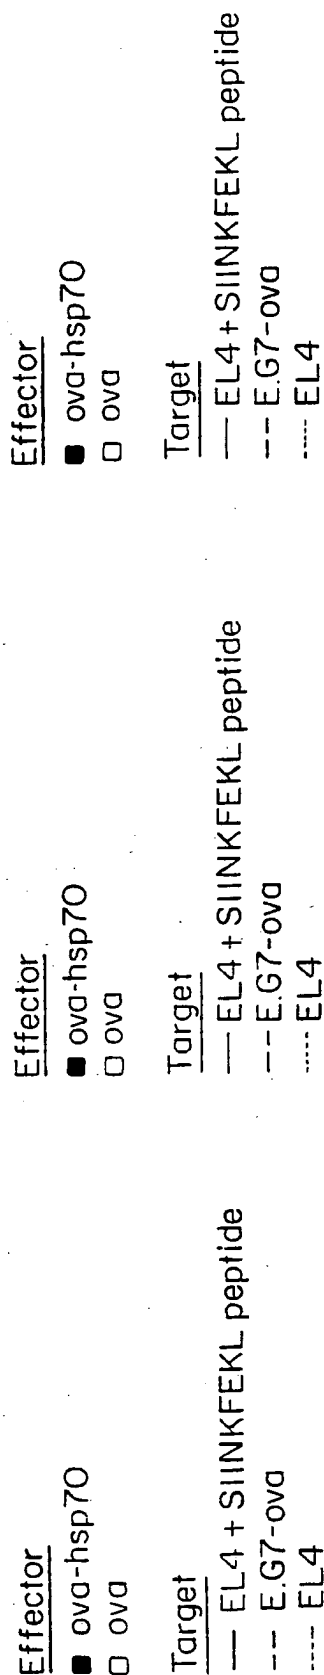 Effector
ova-hsp70
ova
Target
EL4 + SIINKFEKL peptide
E.G7-ova
EL4
Effector
ova-hsp70
ova
Target
EL4 + SIINKFEKL peptide
E.G7-ova
EL4
Effector
ova-hsp70
ova
Target
EL4 + SIINKFEKL peptide
E.G7-ova
EL4